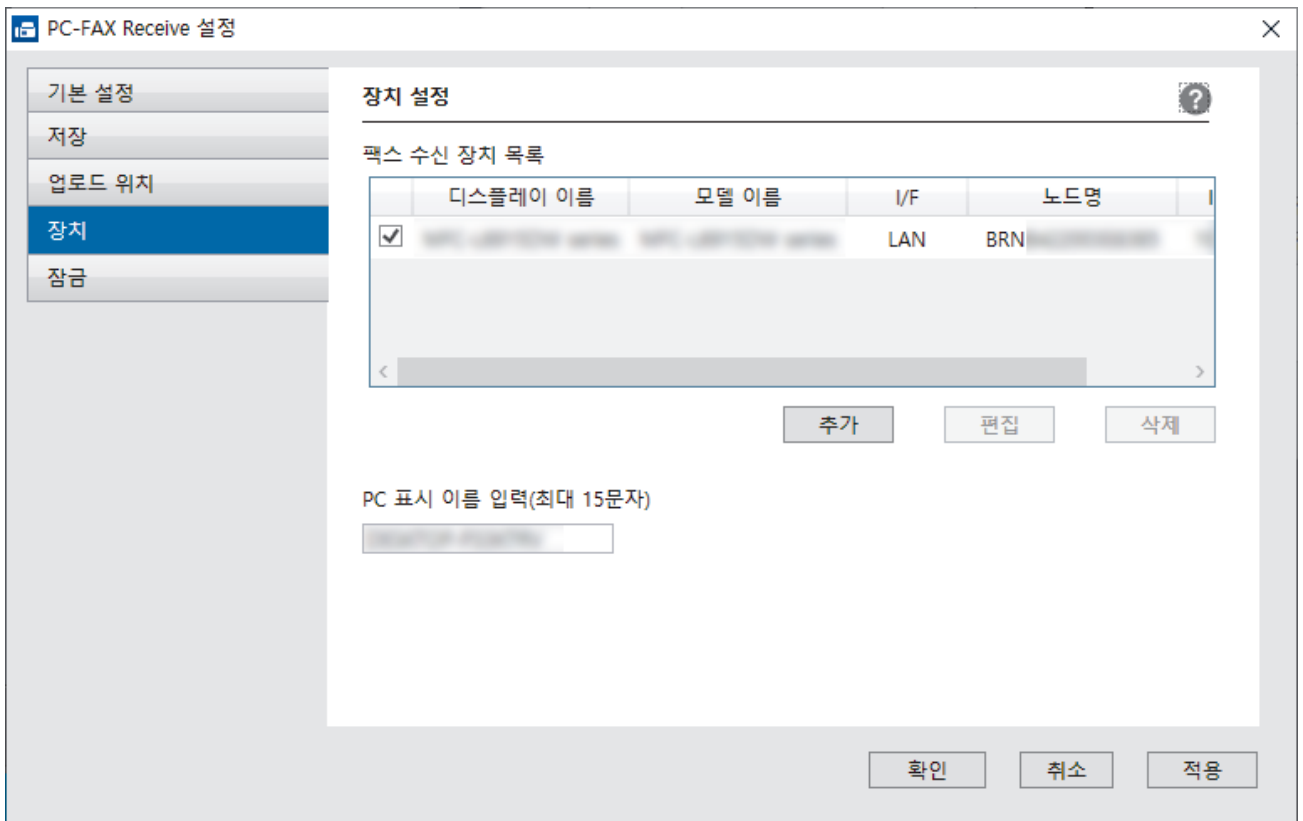 PC-FAX Receive 설정
기본 설정
저장
업로드 위치
장치
잠금
장치 설정
팩스 수신 장치 목록
디스플레이 이름 모델 이름 I/F 노드명 I
LAN BRN
추가 편집 삭제
PC 표시 이름 입력(최대 15문자)
확인 취소 적용